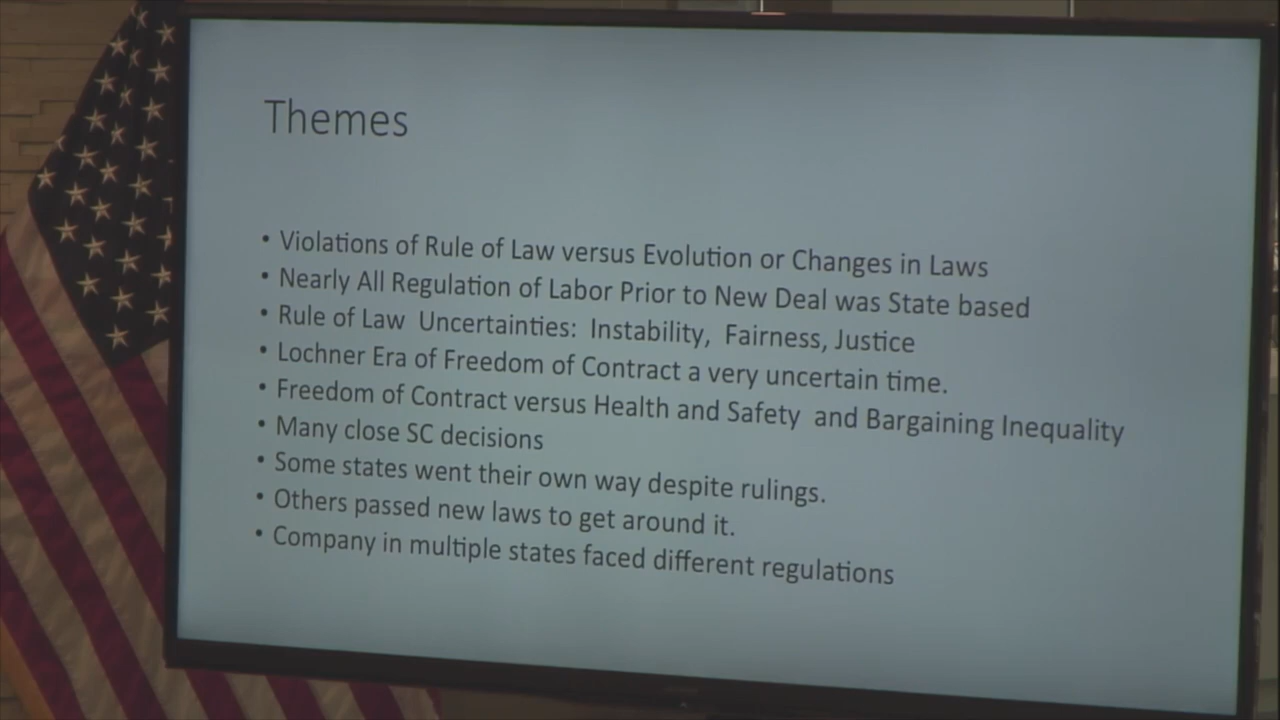 Themes
• Violations of Rule of Law versus Evolution or Changes in Laws
• Nearly All Regulation of Labor Prior to New Deal was State based
• Rule of Law Uncertainties: Instability, Fairness, Justice
• Lochner Era of Freedom of Contract a very uncertain time.
• Freedom of Contract versus Health and Safety and Bargaining Inequality
• Many close SC decisions
• Some states went their own way despite rulings.
• Others passed new laws to get around it.
• Company in multiple states faced different regulations